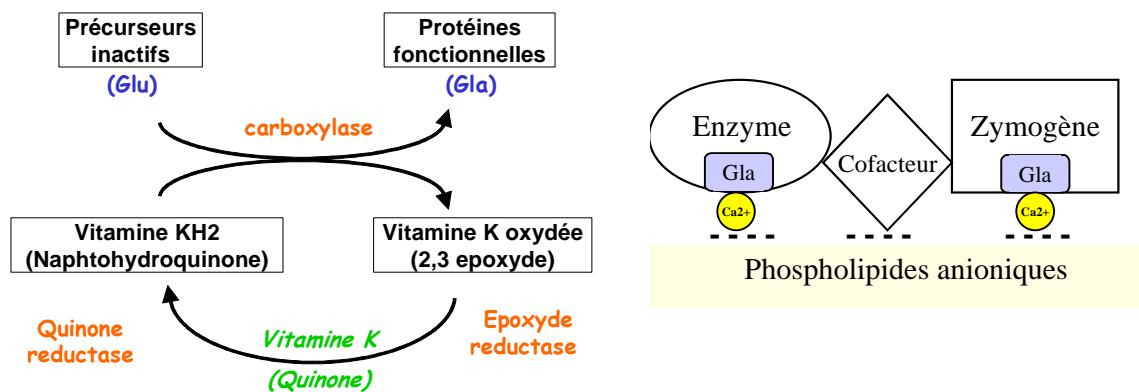 Précurseurs
inactifs
(Glu)
Protéines
fonctionnelles
(Gla)
carboxylase
Vitamine KH2
(Naphtohydroquinone)
Vitamine K oxydée
(2,3 epoxyde)
Quinone
reductase
Vitamine K
(Quinone)
Epoxyde
reductase
Enzyme
Gla
Ca2+
Cofacteur
Zymogène
Gla
Ca2+
Phospholipides anioniques